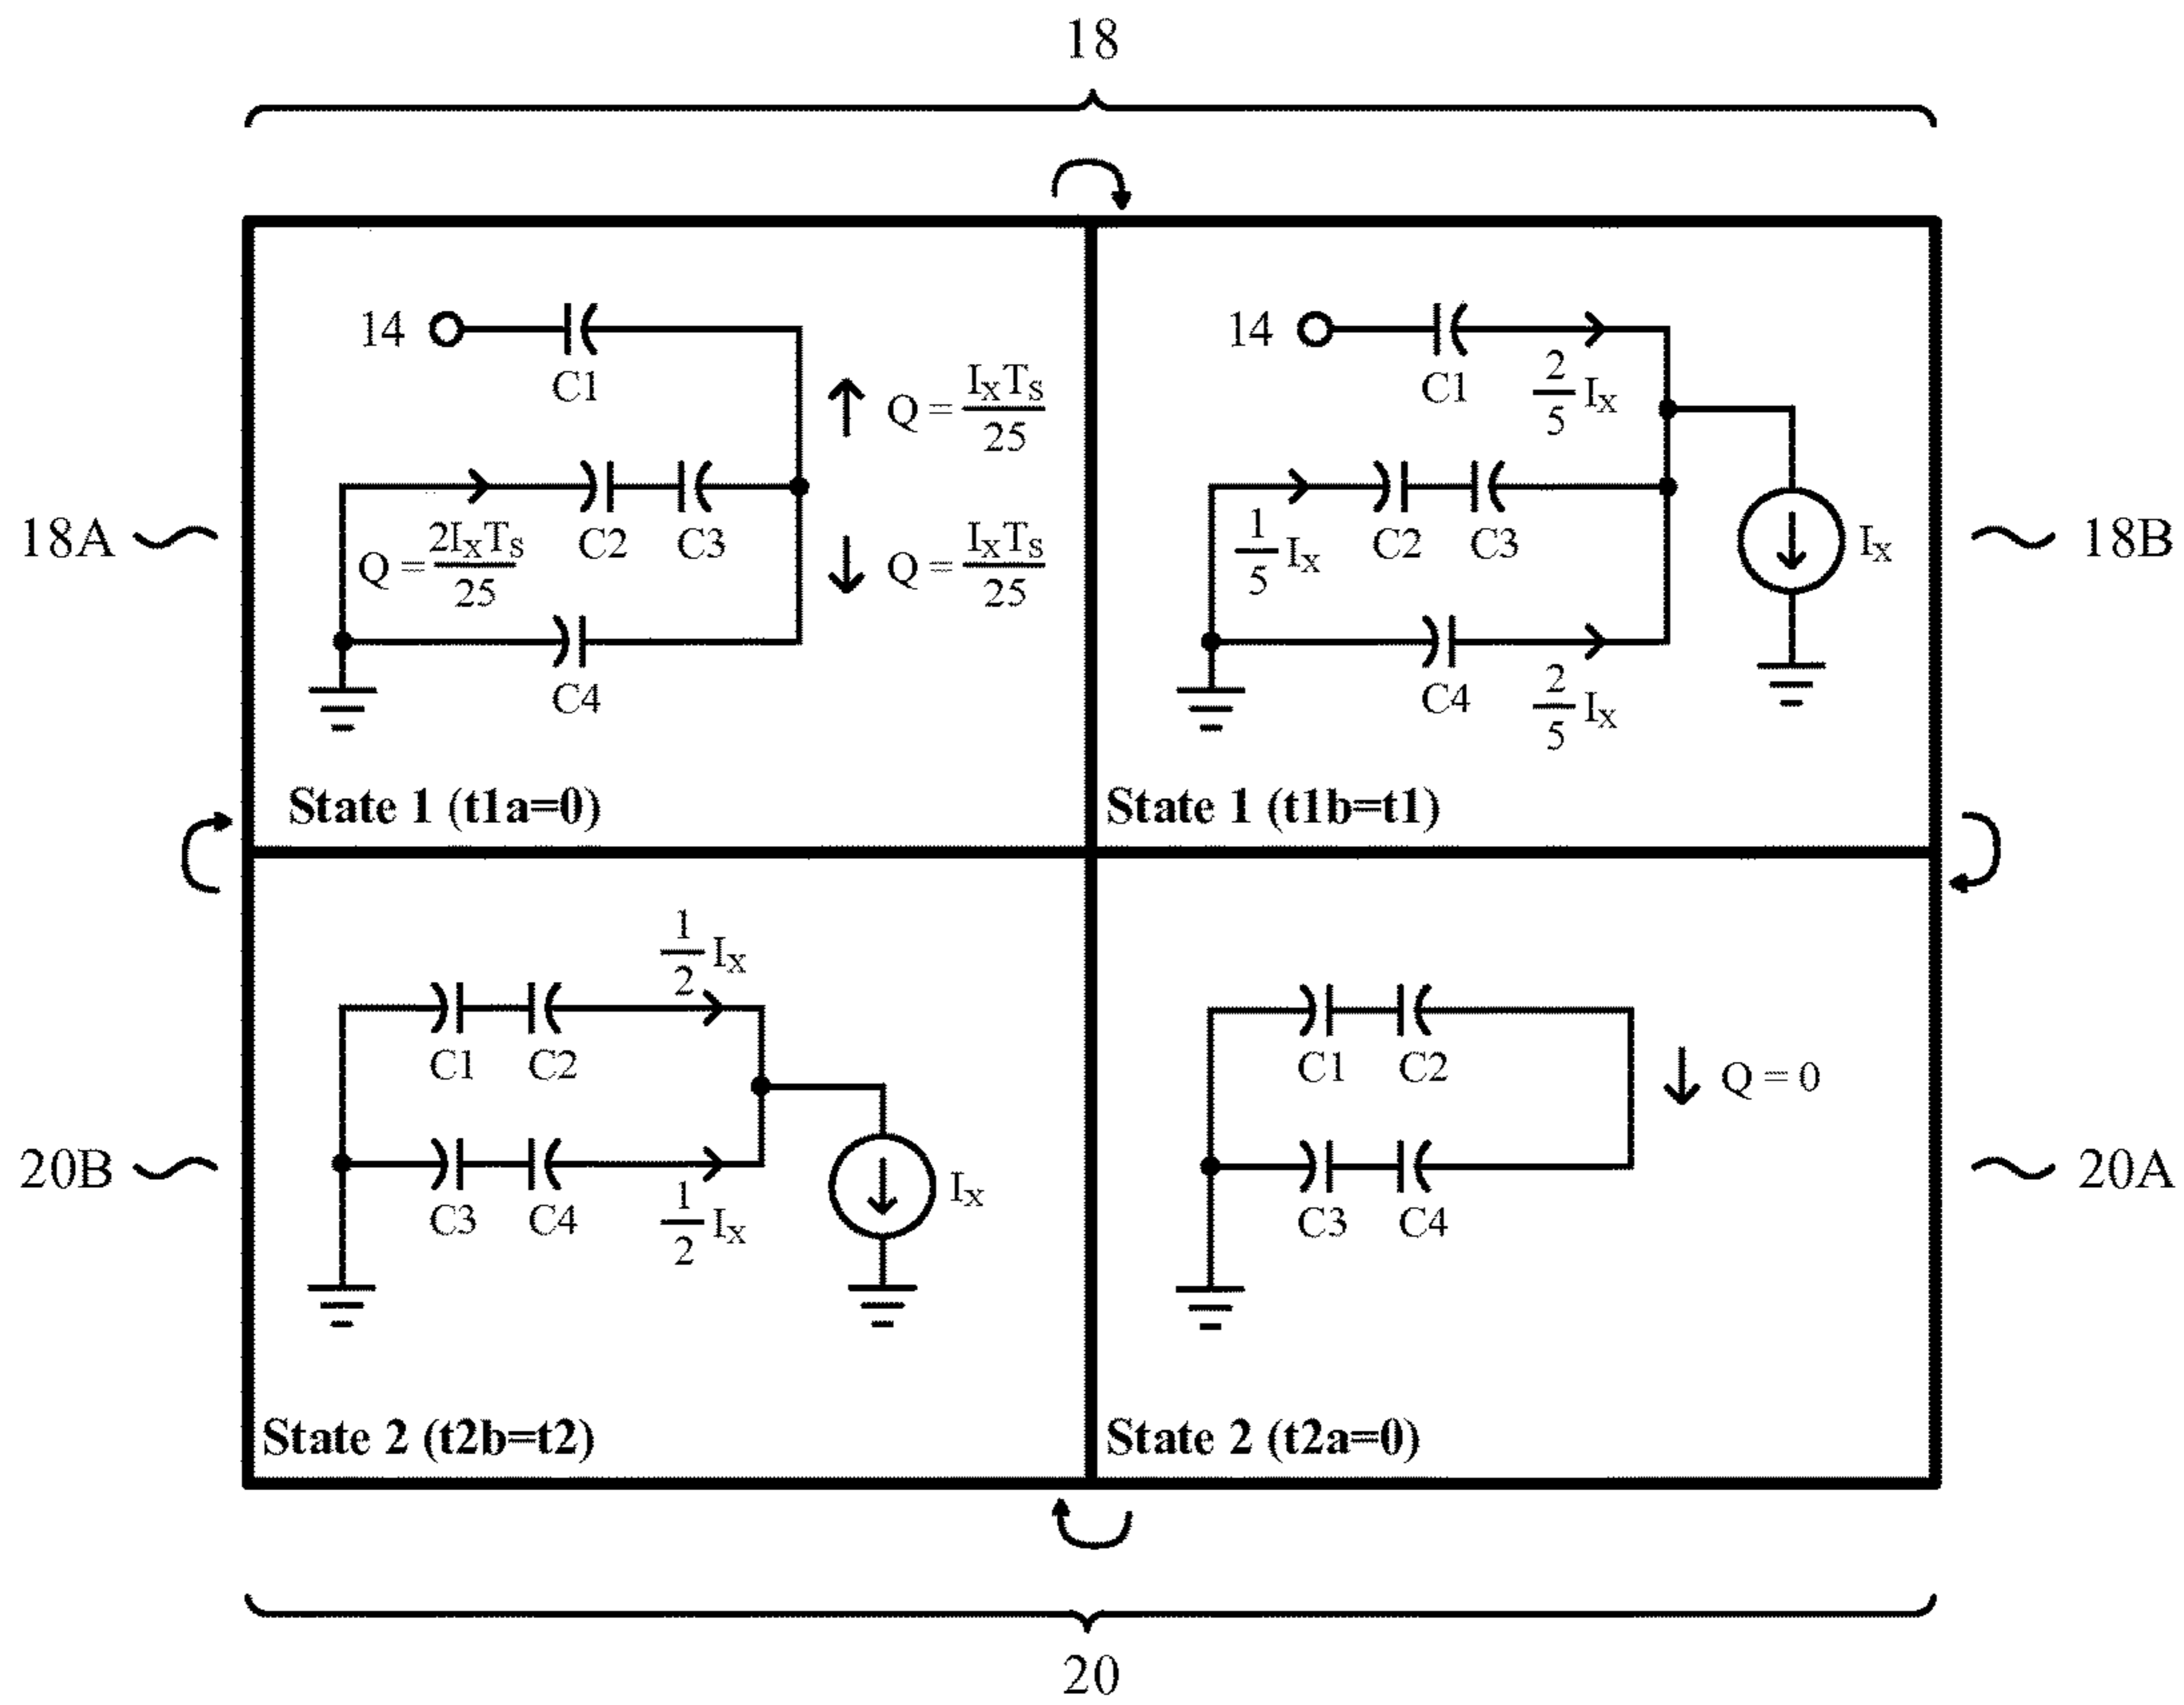 18
14
C1
Q = IxTs/25
C2
C3
Q = 2IxTs/25
Q = IxTs/25
C4
18A
State 1 (t1a=0)
14
C1
2/5 Ix
C2
C3
1/5 Ix
Ix
C4
2/5 Ix
18B
State 1 (t1b=t1)
1/2 Ix
C1
C2
C3
C4
1/2 Ix
Ix
20B
State 2 (t2b=t2)
C1
C2
Q = 0
C3
C4
20A
State 2 (t2a=0)
20